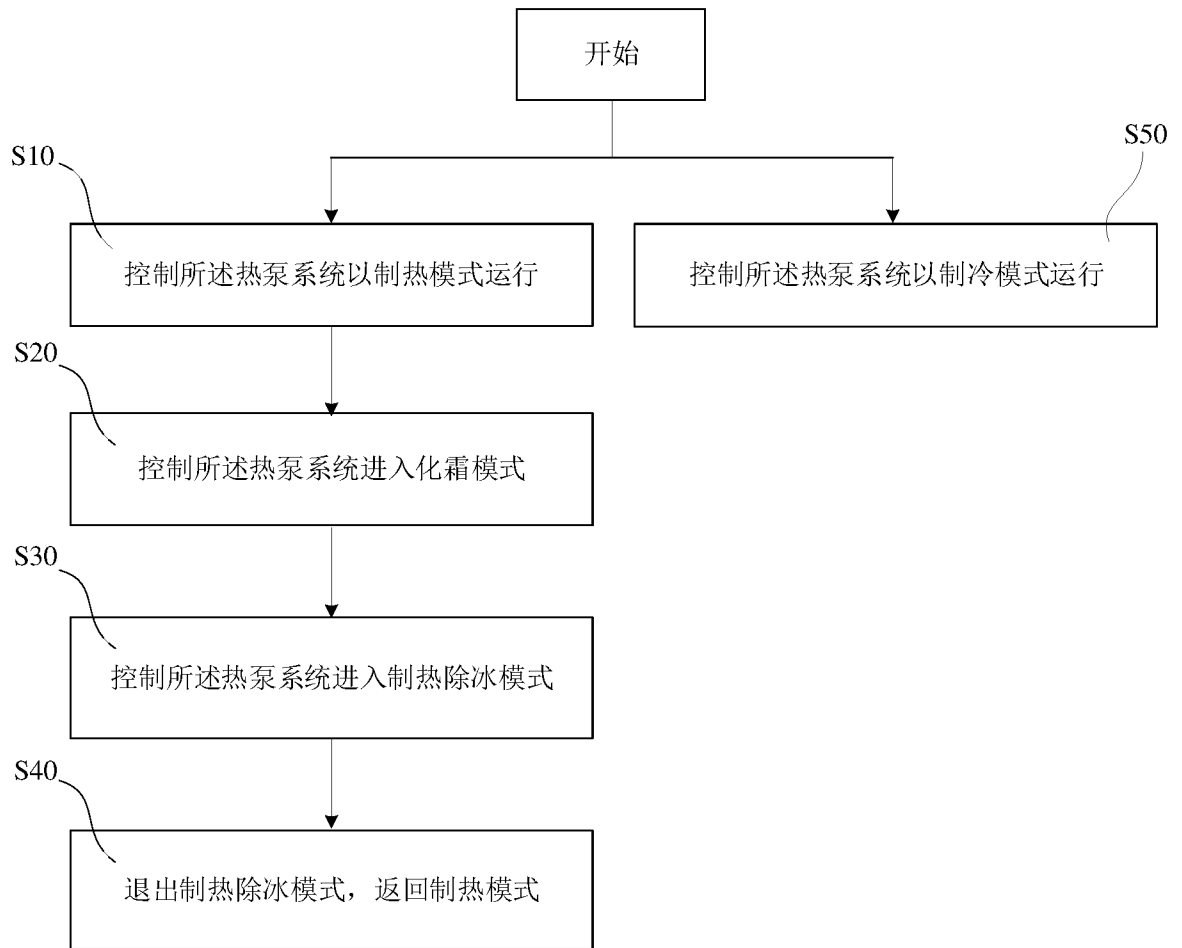 开始
S10
S50
控制所述热泵系统以制热模式运行
控制所述热泵系统以制冷模式运行
S20
控制所述热泵系统进入化霜模式
S30
控制所述热泵系统进入制热除冰模式
S40
退出制热除冰模式，返回制热模式